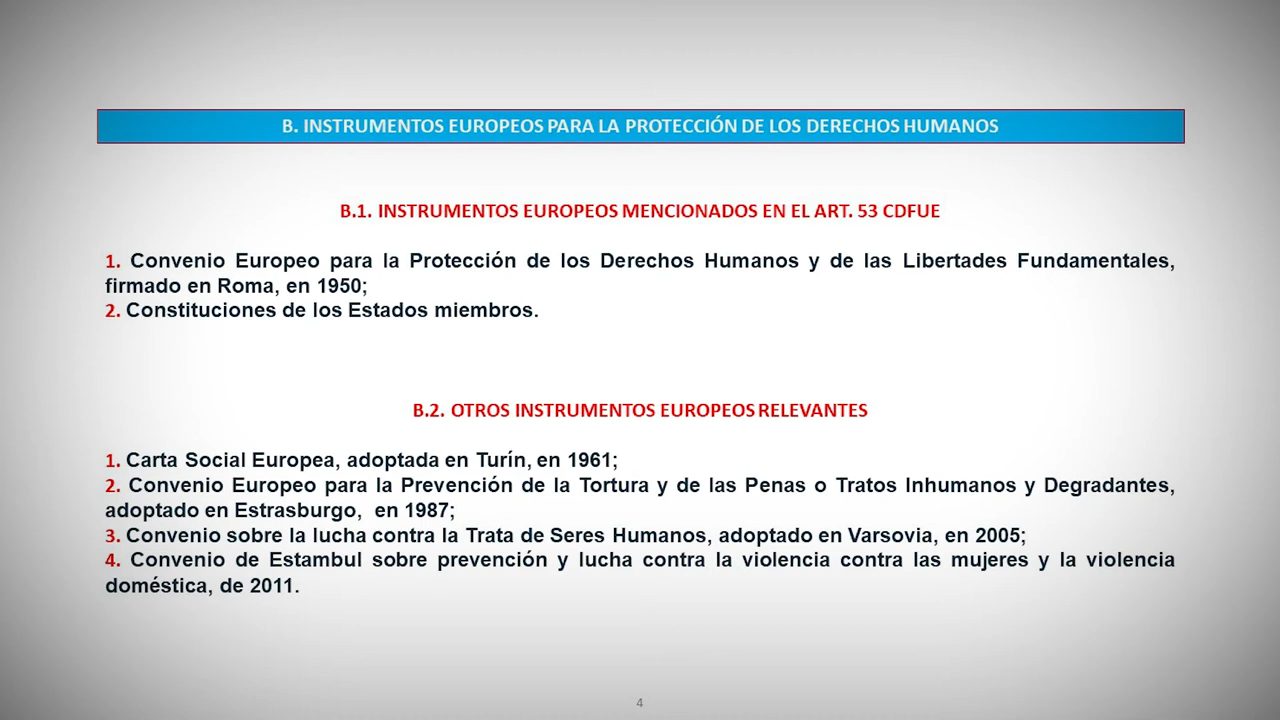 B. INSTRUMENTOS EUROPEOS PARA LA PROTECCIÓN DE LOS DERECHOS HUMANOS
B.1. INSTRUMENTOS EUROPEOS MENCIONADOS EN EL ART. 53 CDFUE
1. Convenio Europeo para la Protección de los Derechos Humanos y de las Libertades Fundamentales,
firmado en Roma, en 1950;
2. Constituciones de los Estados miembros.
B.2. OTROS INSTRUMENTOS EUROPEOS RELEVANTES
1. Carta Social Europea, adoptada en Turín, en 1961;
2. Convenio Europeo para la Prevención de la Tortura y de las Penas o Tratos Inhumanos y Degradantes,
adoptado en Estrasburgo, en 1987;
3. Convenio sobre la lucha contra la Trata de Seres Humanos, adoptado en Varsovia, en 2005;
4. Convenio de Estambul sobre prevención y lucha contra la violencia contra las mujeres y la violencia
doméstica, de 2011.
4